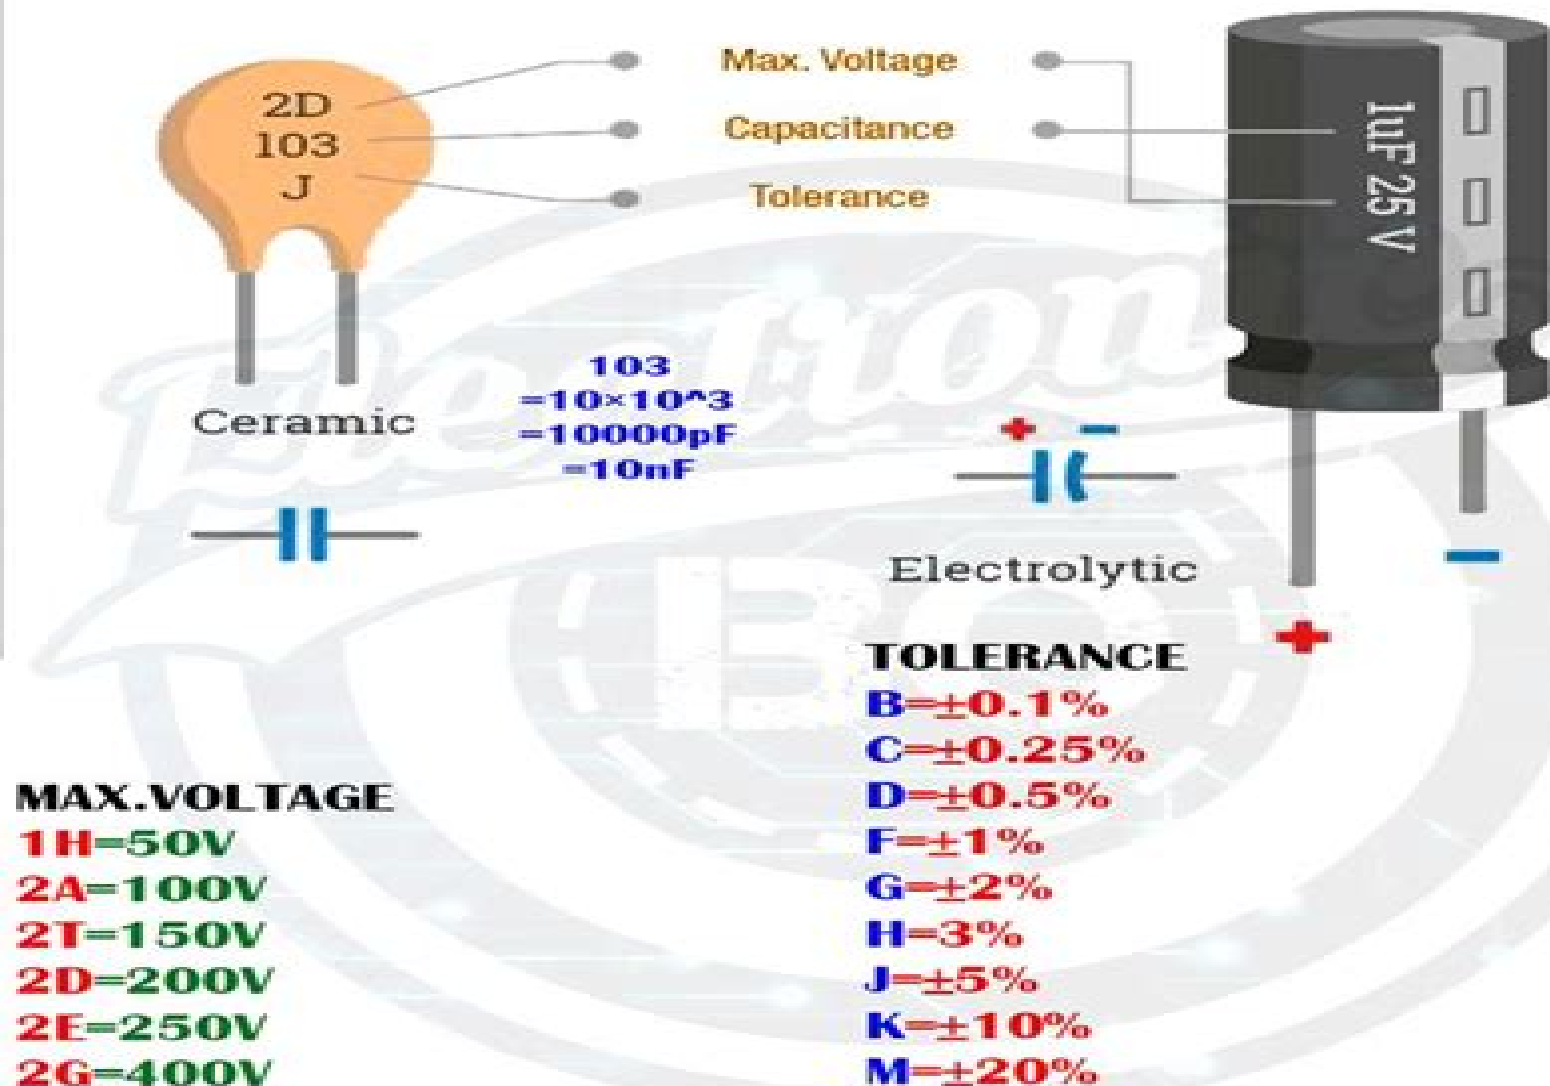 2D
103
J
Max. Voltage
Capacitance
Tolerance
1uF 25 V
Ceramic
103
=10×10^3
=10000pF
=10nF
+ −
Electrolytic
−
+
MAX.VOLTAGE
1H=50V
2A=100V
2T=150V
2D=200V
2E=250V
2G=400V
TOLERANCE
B=±0.1%
C=±0.25%
D=±0.5%
F=±1%
G=±2%
H=3%
J=±5%
K=±10%
M=±20%